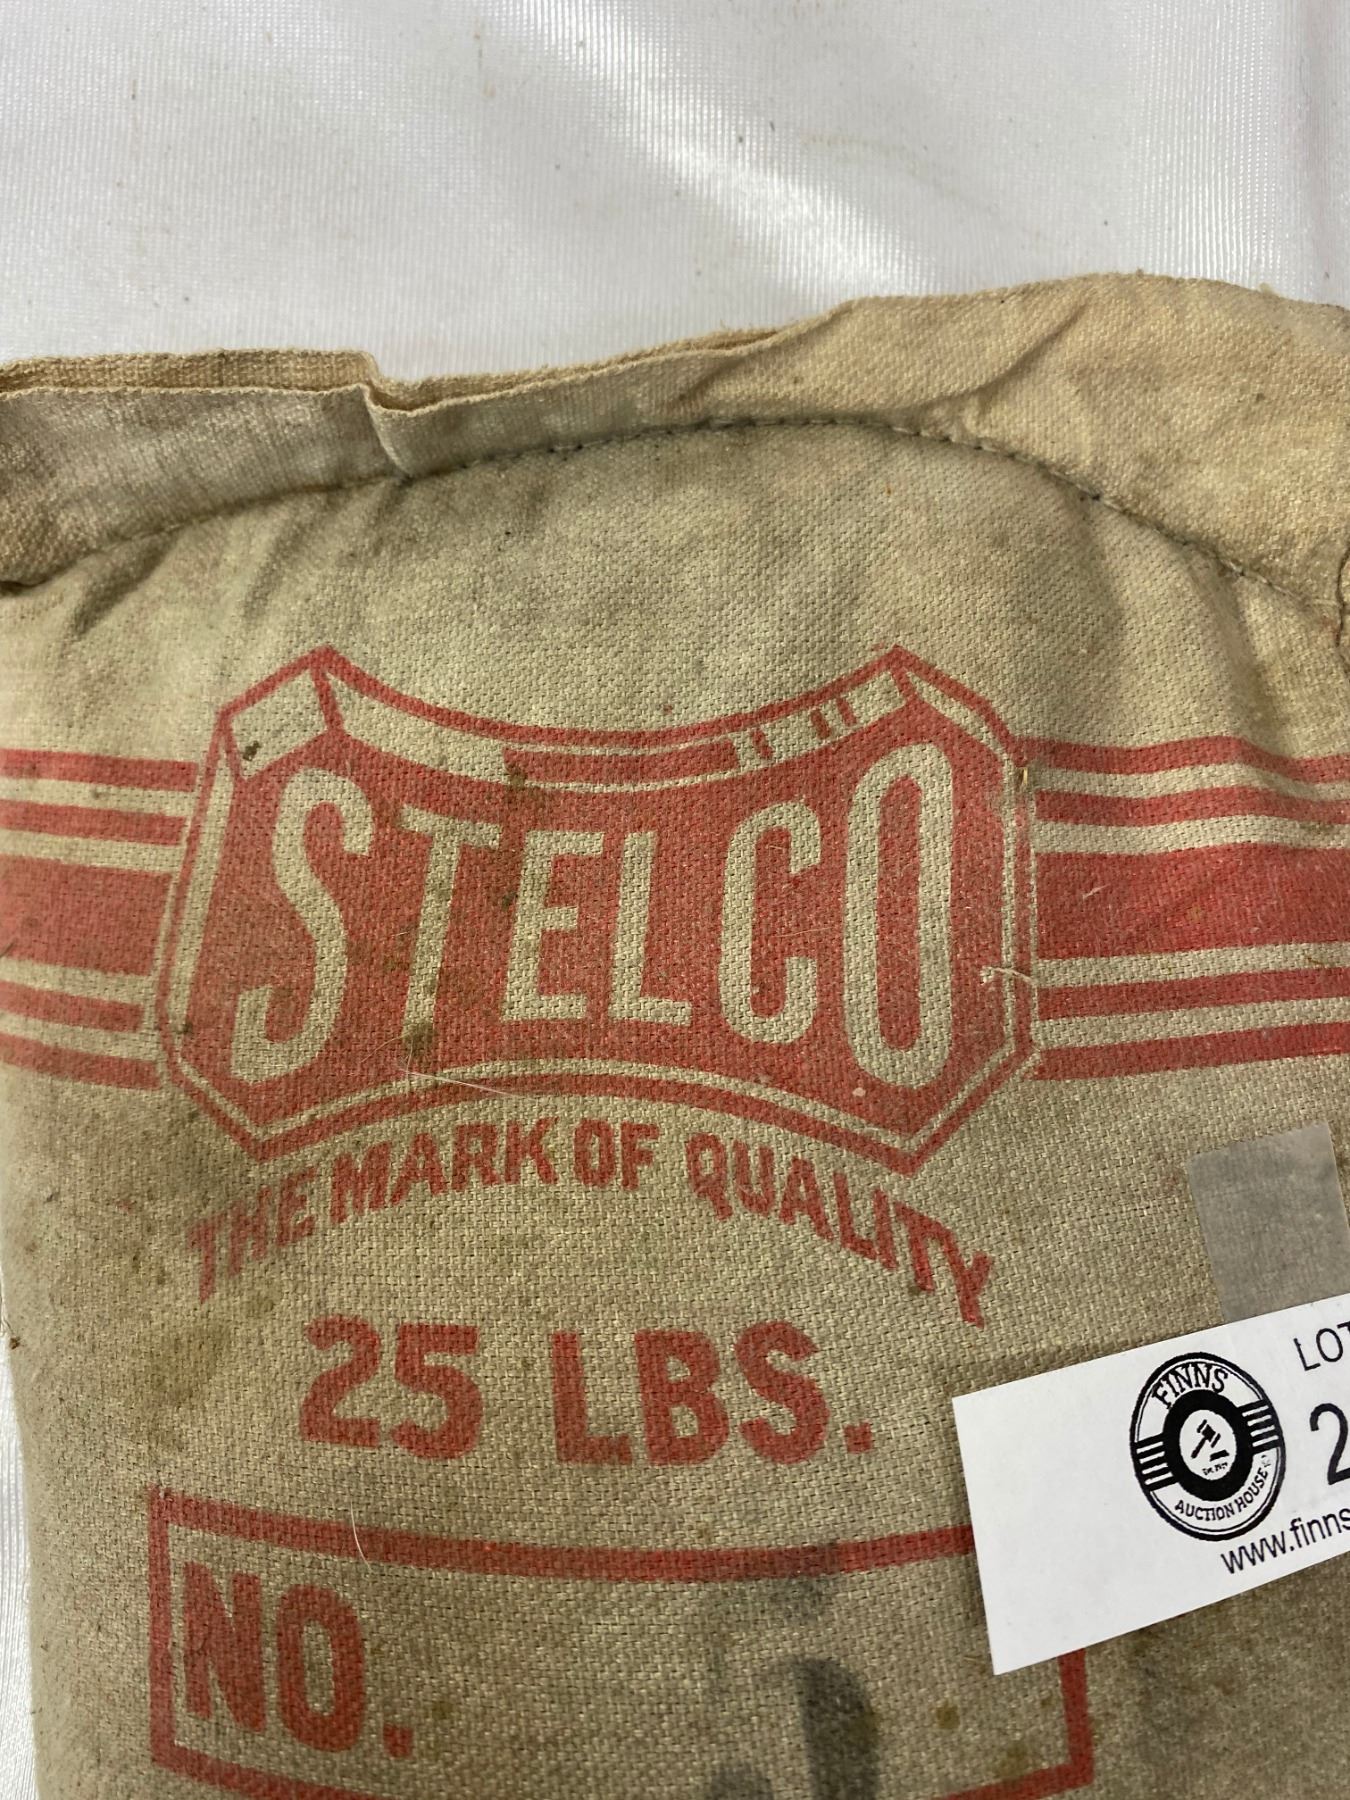 STELCO
THE MARK OF QUALITY
25 LBS.
NO.
FINNS
AUCTION HOUSE
LOT
2
www.finns